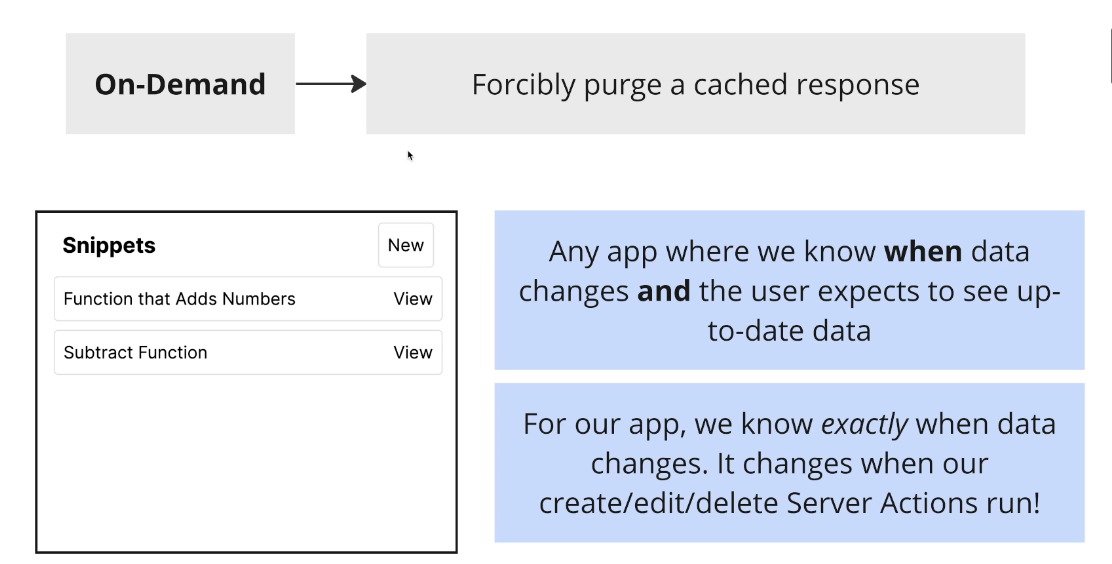 On-Demand
Forcibly purge a cached response
Snippets
New
Function that Adds Numbers
View
Subtract Function
View
Any app where we know when data
changes and the user expects to see up-
to-date data
For our app, we know exactly when data
changes. It changes when our
create/edit/delete Server Actions run!